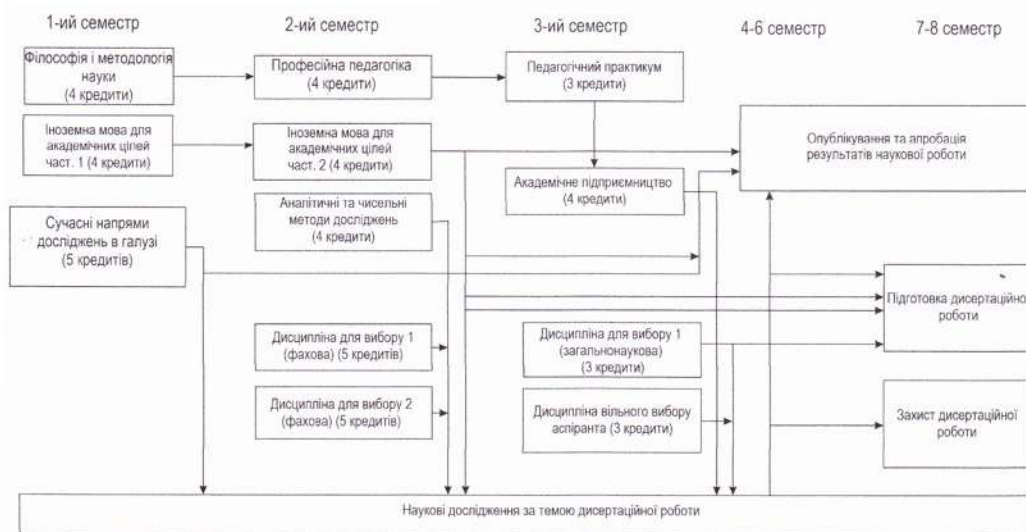 1-ий семестр
2-ий семестр
3-ий семестр
4-6 семестр
7-8 семестр
Філософія і методологія
науки
(4 кредити)
Професійна педагогіка
(4 кредити)
Педагогічний практикум
(3 кредити)
Іноземна мова для
академічних цілей
част. 1 (4 кредити)
Іноземна мова для
академічних цілей
част. 2 (4 кредити)
Опублікування та апробація
результатів наукової роботи
Академічне підприємництво
(4 кредити)
Аналітичні та чисельні
методи досліджень
(4 кредити)
Сучасні напрями
досліджень в галузі
(5 кредитів)
Підготовка дисертаційної
роботи
Дисципліна для вибору 1
(фахова) (5 кредитів)
Дисципліна для вибору 1
(загальнонаукова)
(3 кредити)
Дисципліна для вибору 2
(фахова) (5 кредитів)
Дисципліна вільного вибору
аспіранта (3 кредити)
Захист дисертаційної
роботи
Наукові дослідження за темою дисертаційної роботи